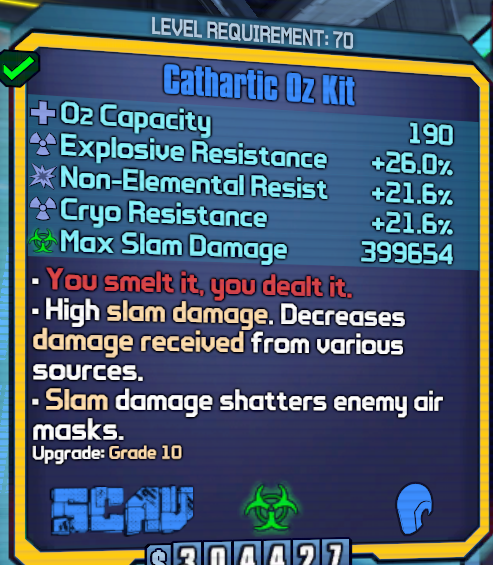 LEVEL REQUIREMENT: 70
Cathartic Oz Kit
O2 Capacity 190
Explosive Resistance +26.0%
Non-Elemental Resist +21.6%
Cryo Resistance +21.6%
Max Slam Damage 399654
• You smelt it, you dealt it.
• High slam damage. Decreases
damage received from various
sources.
• Slam damage shatters enemy air
masks.
Upgrade: Grade 10
SCAV
$304427